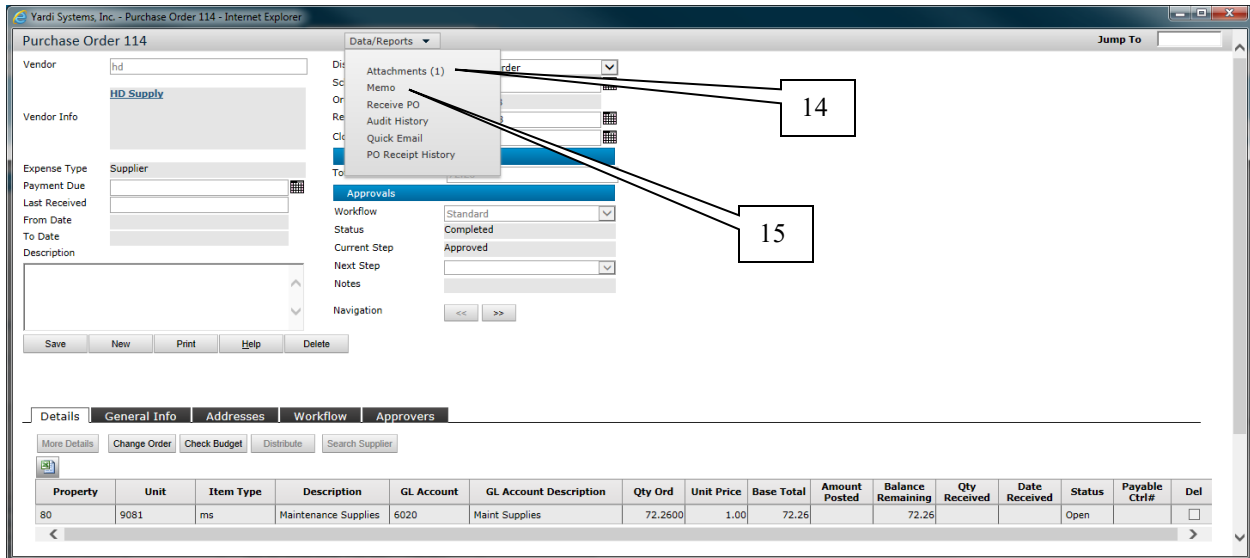 Yardi Systems, Inc. - Purchase Order 114 - Internet Explorer
Purchase Order 114
Data/Reports
Jump To
Vendor
hd
HD Supply
Vendor Info
Expense Type
Supplier
Payment Due
Last Received
From Date
To Date
Description
Attachments (1)
Memo
Receive PO
Audit History
Quick Email
PO Receipt History
14
15
Approvals
Workflow
Standard
Status
Completed
Current Step
Approved
Next Step
Notes
Navigation
<< >>
Save New Print Help Delete
Details General Info Addresses Workflow Approvers
More Details Change Order Check Budget Distribute Search Supplier
Property Unit Item Type Description GL Account GL Account Description Qty Ord Unit Price Base Total Amount Posted Balance Remaining Qty Received Date Received Status Payable Ctrl# Del
80 9081 ms Maintenance Supplies 6020 Maint Supplies 72.2600 1.00 72.26 72.26 Open